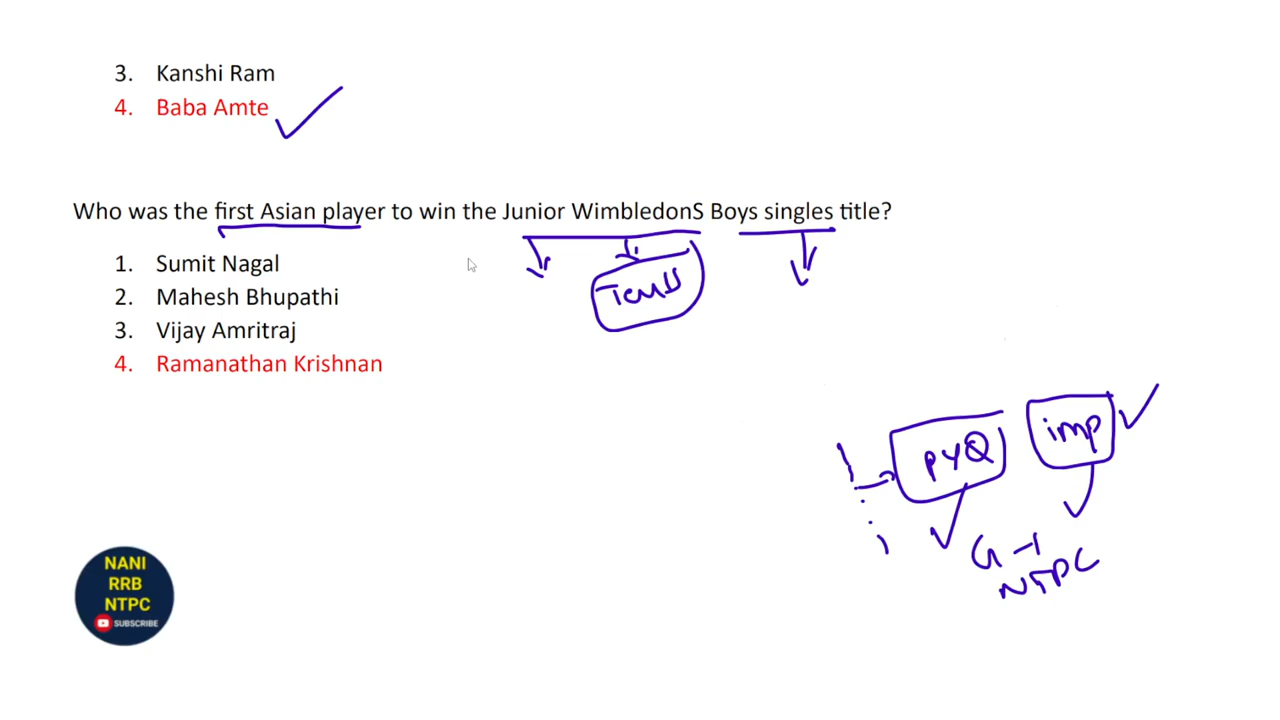 3. Kanshi Ram
4. Baba Amte
Who was the first Asian player to win the Junior WimbledonS Boys singles title?
1. Sumit Nagal
2. Mahesh Bhupathi
3. Vijay Amritraj
4. Ramanathan Krishnan
imp
PYQ
G-1
NTPC
NANI
RRB
NTPC
SUBSCRIBE